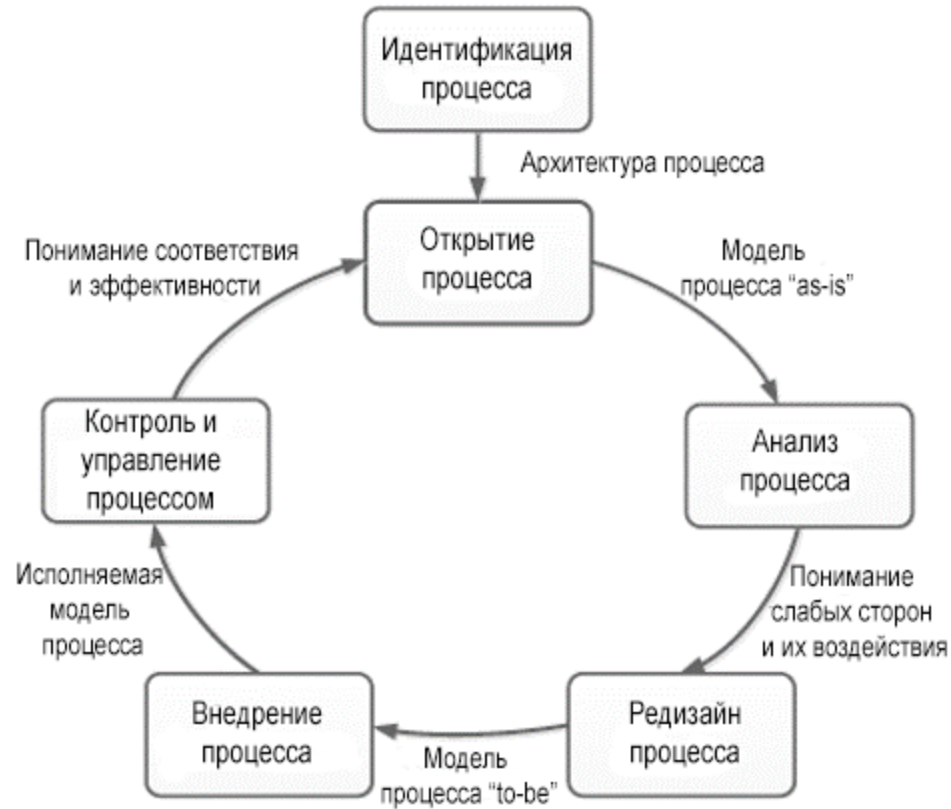 Идентификация
процесса
Архитектура процесса
Открытие
процесса
Понимание соответствия
и эффективности
Модель
процесса “as-is”
Контроль и
управление
процессом
Анализ
процесса
Исполняемая
модель
процесса
Понимание
слабых сторон
и их воздействия
Внедрение
процесса
Редизайн
процесса
Модель
процесса “to-be”